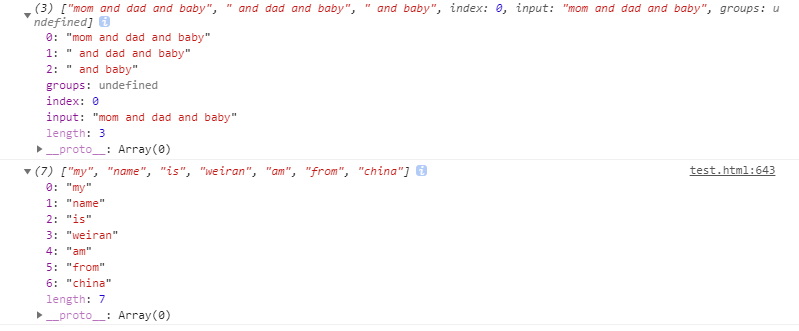 (3) ["mom and dad and baby", " and dad and baby", " and baby", index: 0, input: "mom and dad and baby", groups: u
ndefined] i
0: "mom and dad and baby"
1: " and dad and baby"
2: " and baby"
groups: undefined
index: 0
input: "mom and dad and baby"
length: 3
__proto__: Array(0)
(7) ["my", "name", "is", "weiran", "am", "from", "china"] i test.html:643
0: "my"
1: "name"
2: "is"
3: "weiran"
4: "am"
5: "from"
6: "china"
length: 7
__proto__: Array(0)